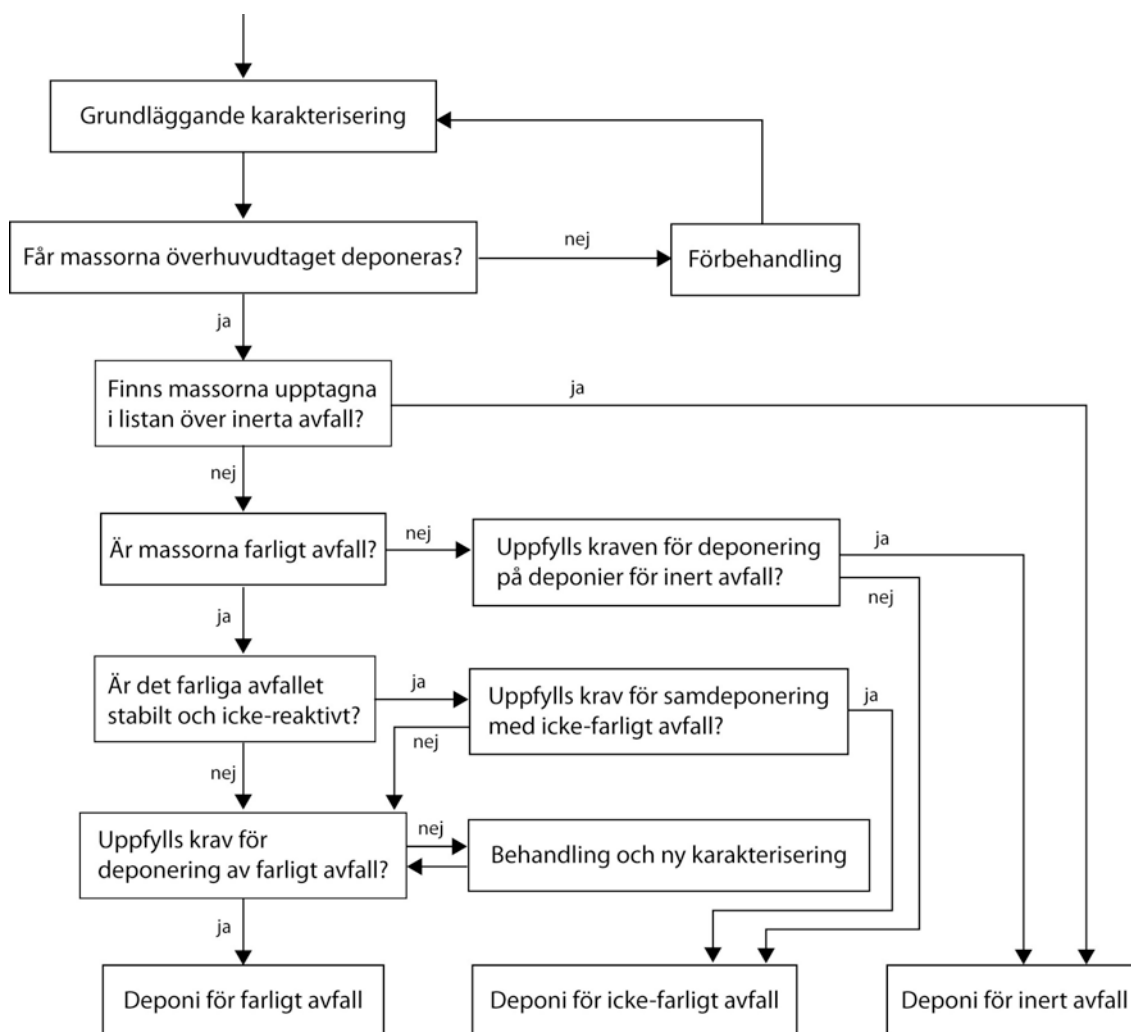 Grundläggande karakterisering
Får massorna överhuvudtaget deponeras?
nej
Förbehandling
ja
Finns massorna upptagna
i listan över inerta avfall?
ja
nej
Är massorna farligt avfall?
nej
Uppfylls kraven för deponering
på deponier för inert avfall?
ja
nej
ja
Är det farliga avfallet
stabilt och icke-reaktivt?
ja
Uppfylls krav för samdeponering
med icke-farligt avfall?
ja
nej
nej
Uppfylls krav för
deponering av farligt avfall?
nej
Behandling och ny karakterisering
ja
Deponi för farligt avfall
Deponi för icke-farligt avfall
Deponi för inert avfall